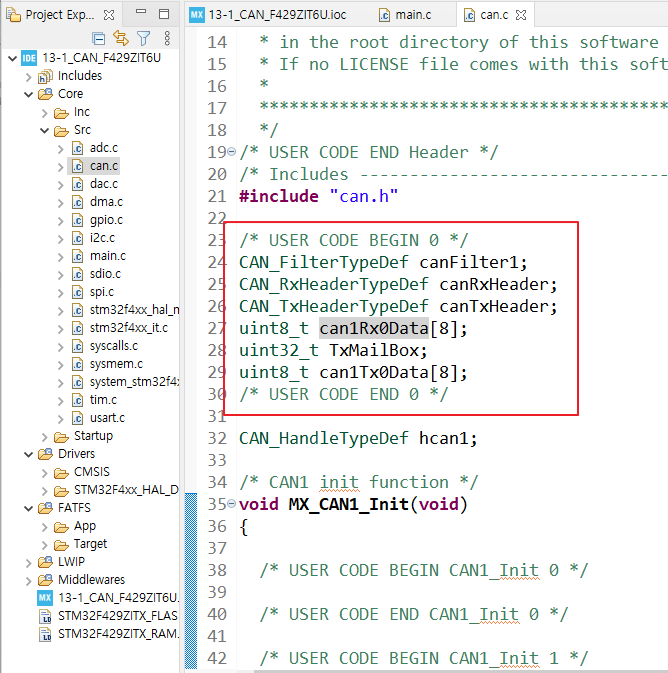 Project Exp...
13-1_CAN_F429ZIT6U
Includes
Core
Inc
Src
adc.c
can.c
dac.c
dma.c
gpio.c
i2c.c
main.c
sdio.c
spi.c
stm32f4xx_hal_m
stm32f4xx_it.c
syscalls.c
sysmem.c
system_stm32f4x
tim.c
usart.c
Startup
Drivers
CMSIS
STM32F4xx_HAL_D
FATFS
App
Target
LWIP
Middlewares
13-1_CAN_F429ZIT6U.
STM32F429ZITX_FLAS
STM32F429ZITX_RAM.
13-1_CAN_F429ZIT6U.ioc
main.c
can.c
14 * in the root directory of this software
15 * If no LICENSE file comes with this soft
16 *
17 ******************************************
18 */
19 /* USER CODE END Header */
20 /* Includes -------------------------------
21 #include "can.h"
22
23 /* USER CODE BEGIN 0 */
24 CAN_FilterTypeDef canFilter1;
25 CAN_RxHeaderTypeDef canRxHeader;
26 CAN_TxHeaderTypeDef canTxHeader;
27 uint8_t can1Rx0Data[8];
28 uint32_t TxMailBox;
29 uint8_t can1Tx0Data[8];
30 /* USER CODE END 0 */
31
32 CAN_HandleTypeDef hcan1;
33
34 /* CAN1 init function */
35 void MX_CAN1_Init(void)
36 {
37
38 /* USER CODE BEGIN CAN1_Init 0 */
39
40 /* USER CODE END CAN1_Init 0 */
41
42 /* USER CODE BEGIN CAN1_Init 1 */